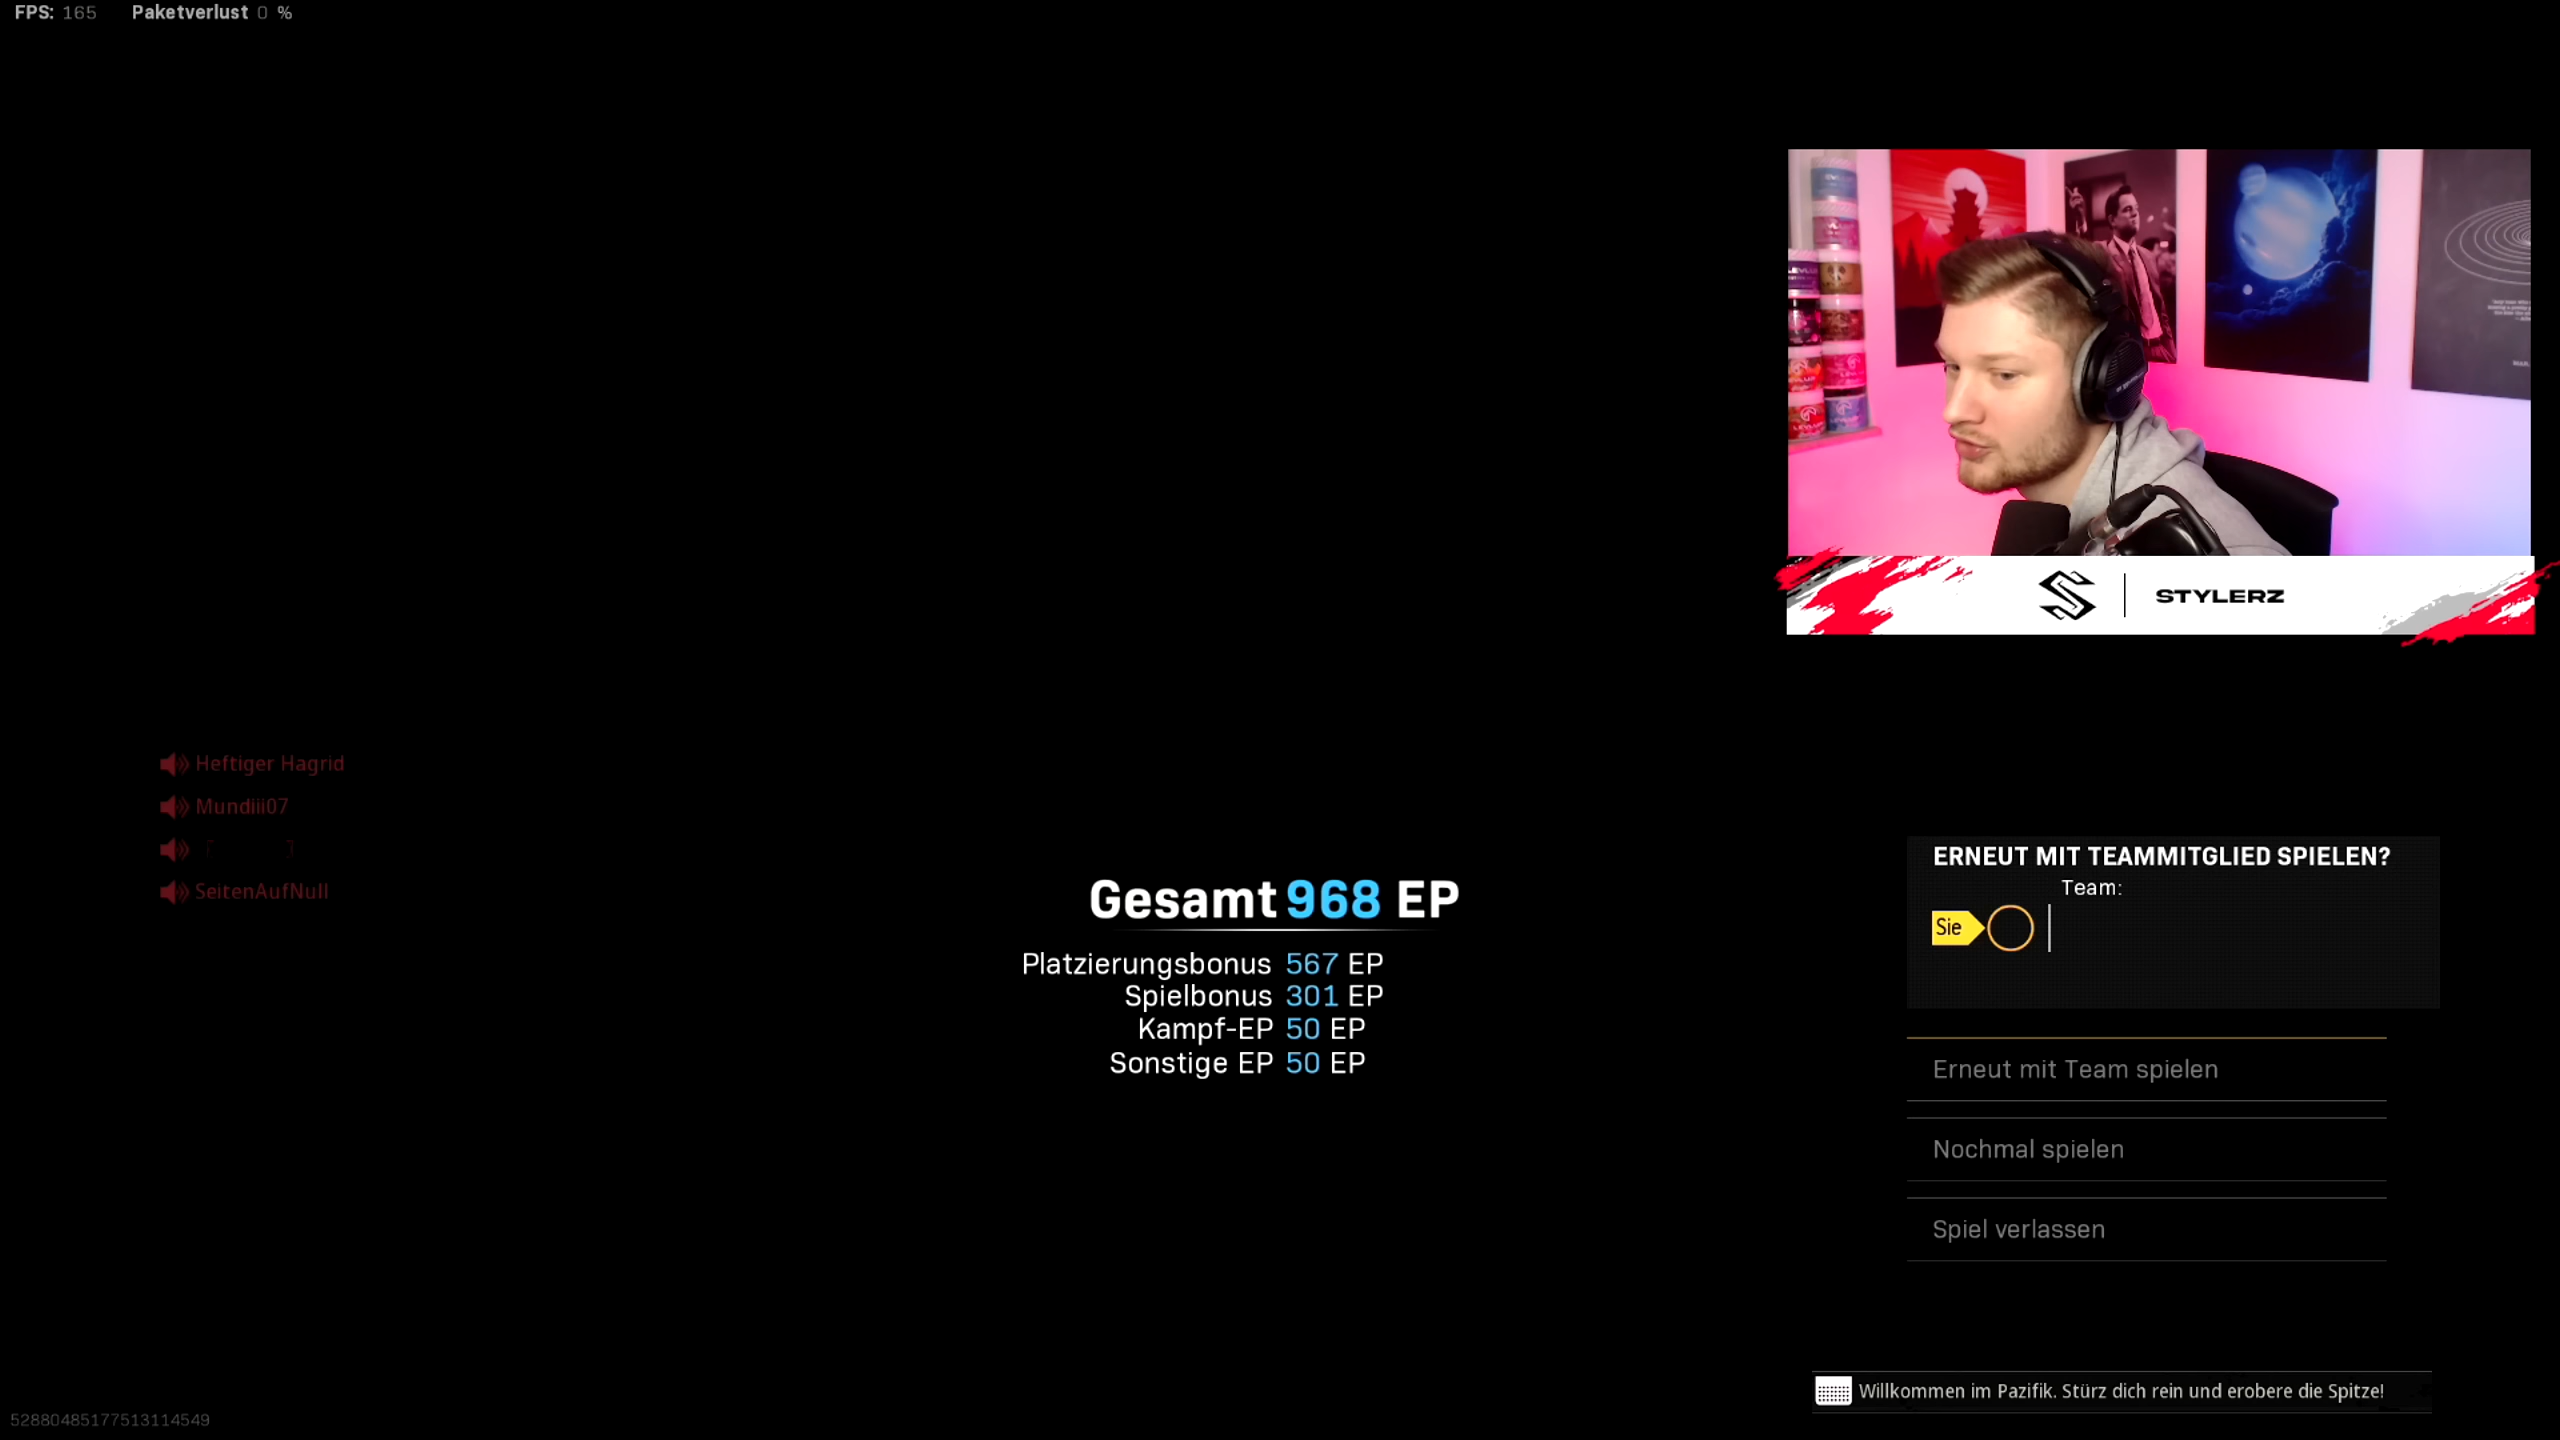 FPS: 165 Paketverlust 0 %
STYLERZ
Heftiger Hagrid
Mundiii07
SeitenAufNull
Gesamt 968 EP
Platzierungsbonus 567 EP
Spielbonus 301 EP
Kampf-EP 50 EP
Sonstige EP 50 EP
ERNEUT MIT TEAMMITGLIED SPIELEN?
Team:
Sie
Erneut mit Team spielen
Nochmal spielen
Spiel verlassen
Willkommen im Pazifik. Stürz dich rein und erobere die Spitze!
52880485177513114549